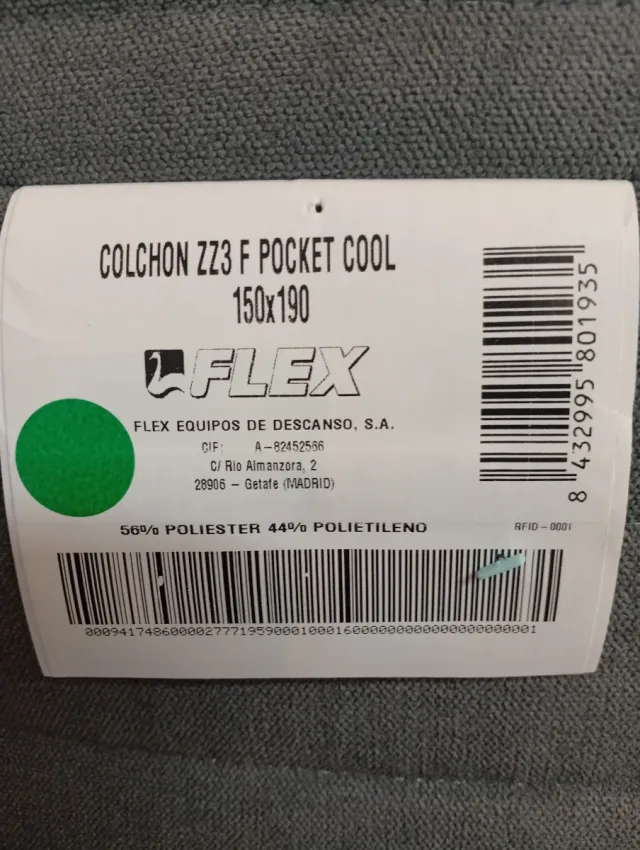 COLCHON ZZ3 F POCKET COOL
150x190
FLEX
FLEX EQUIPOS DE DESCANSO, S.A.
CIF: A-82452566
C/ Rio Almanzora, 2
28906 - Getafe (MADRID)
8 432995 801935
56% POLIESTER 44% POLIETILENO
RFID-0001